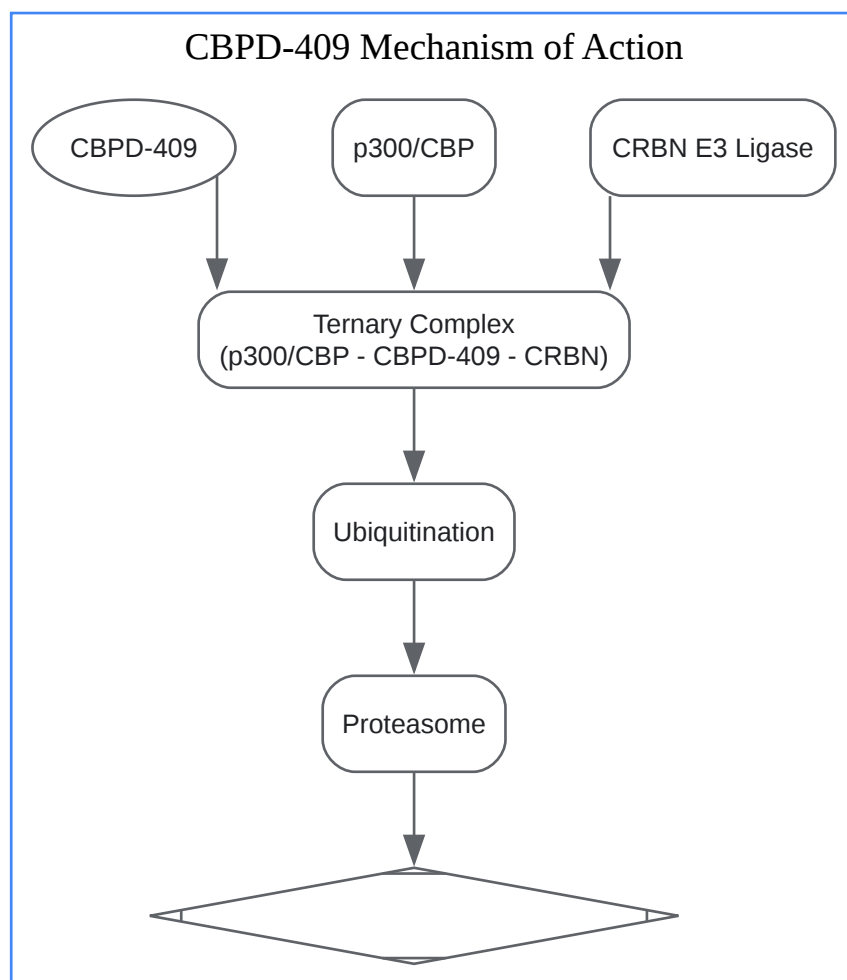 CBPD-409 Mechanism of Action
CBPD-409
p300/CBP
CRBN E3 Ligase
Ternary Complex
(p300/CBP - CBPD-409 - CRBN)
Ubiquitination
Proteasome